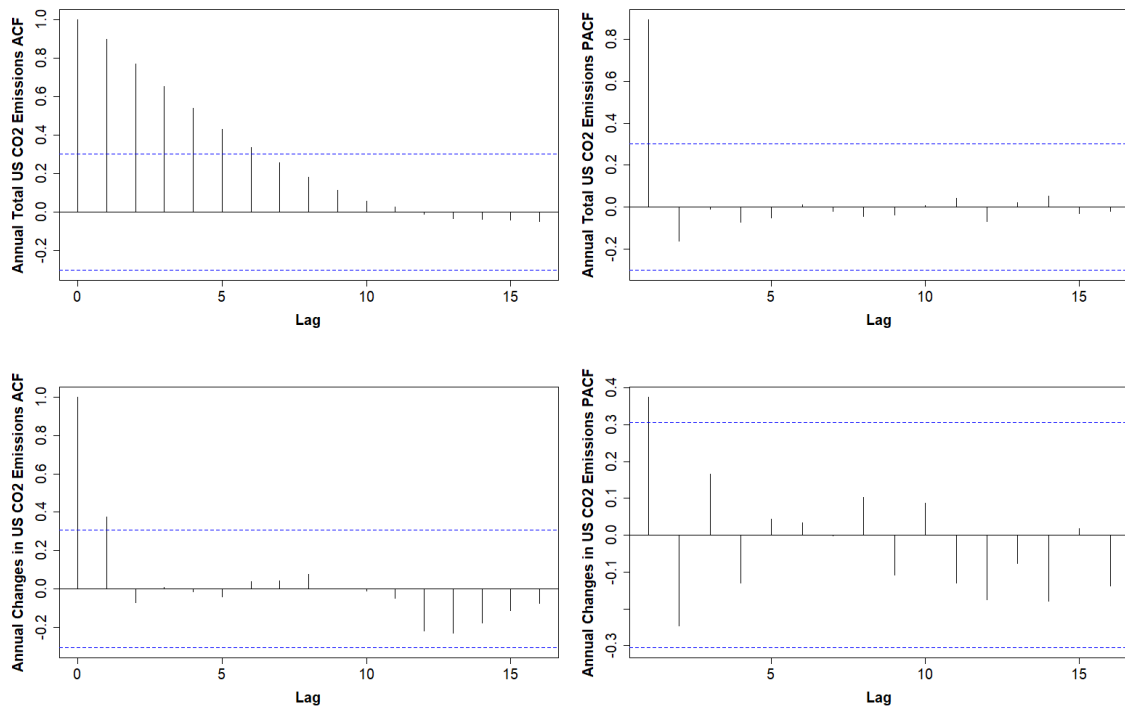 Annual Total US CO2 Emissions ACF
1.0
0.8
0.6
0.4
0.2
0.0
-0.2
0 5 10 15
Lag
Annual Total US CO2 Emissions PACF
0.8
0.6
0.4
0.2
0.0
-0.2
5 10 15
Lag
Annual Changes in US CO2 Emissions ACF
1.0
0.8
0.6
0.4
0.2
0.0
-0.2
0 5 10 15
Lag
Annual Changes in US CO2 Emissions PACF
0.4
0.3
0.2
0.1
0.0
-0.1
-0.3
5 10 15
Lag